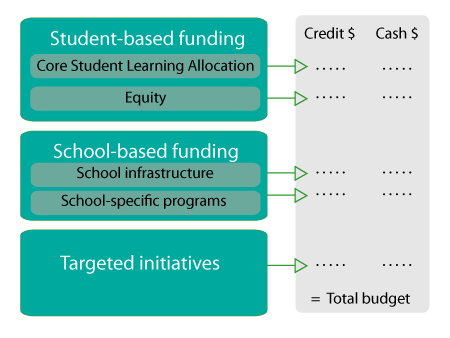 Student-based funding
Credit $ Cash $
Core Student Learning Allocation ..... .....
Equity ..... .....
School-based funding
School infrastructure ..... .....
School-specific programs ..... .....
Targeted initiatives ..... .....
= Total budget